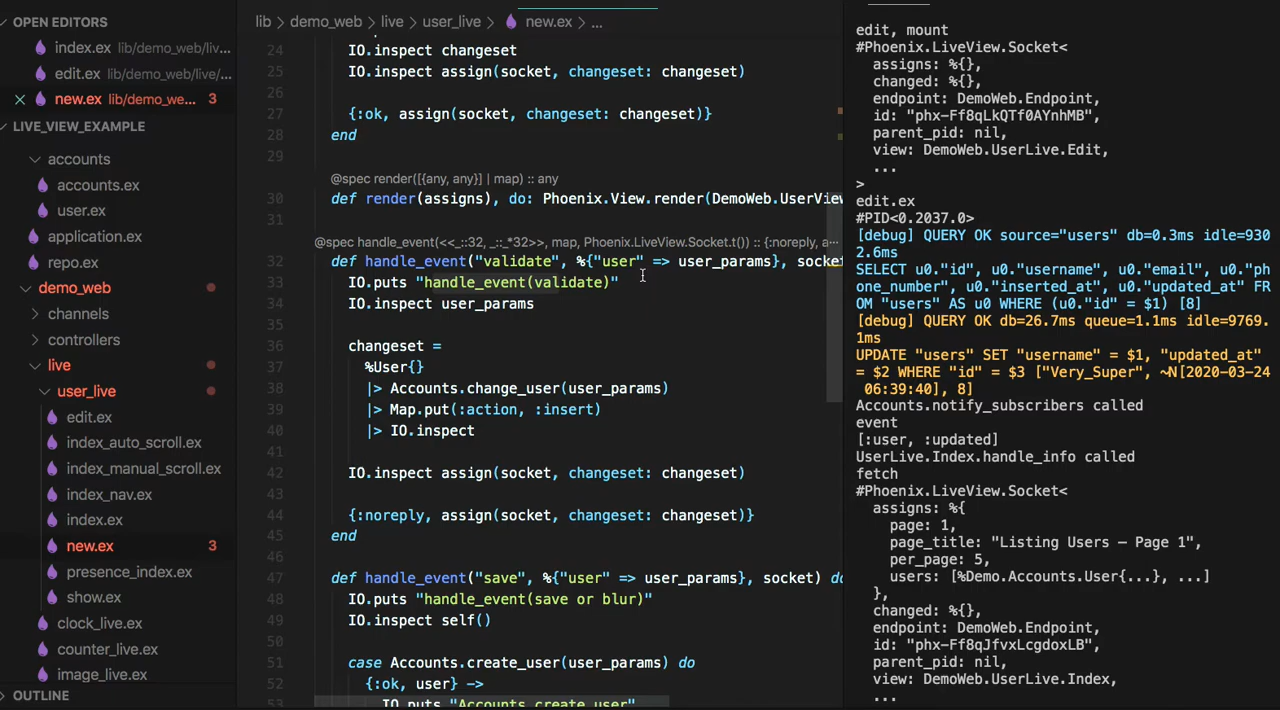 OPEN EDITORS
index.ex lib/demo_web/liv...
edit.ex lib/demo_web/live/...
new.ex lib/demo_we... 3
LIVE_VIEW_EXAMPLE
accounts
accounts.ex
user.ex
application.ex
repo.ex
demo_web
channels
controllers
live
user_live
edit.ex
index_auto_scroll.ex
index_manual_scroll.ex
index_nav.ex
index.ex
new.ex 3
presence_index.ex
show.ex
clock_live.ex
counter_live.ex
image_live.ex
OUTLINE
lib > demo_web > live > user_live > new.ex > ...
24 IO.inspect changeset
25 IO.inspect assign(socket, changeset: changeset)
26
27 {:ok, assign(socket, changeset: changeset)}
28 end
29
@spec render([{any, any}] | map) :: any
30 def render(assigns), do: Phoenix.View.render(DemoWeb.UserView
31
@spec handle_event(<<_::32, _::_*32>>, map, Phoenix.LiveView.Socket.t()) :: {:noreply, a...
32 def handle_event("validate", %{"user" => user_params}, socket
33 IO.puts "handle_event(validate)"
34 IO.inspect user_params
35
36 changeset =
37 %User{}
38 |> Accounts.change_user(user_params)
39 |> Map.put(:action, :insert)
40 |> IO.inspect
41
42 IO.inspect assign(socket, changeset: changeset)
43
44 {:noreply, assign(socket, changeset: changeset)}
45 end
46
47 def handle_event("save", %{"user" => user_params}, socket) do
48 IO.puts "handle_event(save or blur)"
49 IO.inspect self()
50
51 case Accounts.create_user(user_params) do
52 {:ok, user} ->
53 IO.puts "Accounts.create_user"
edit, mount
#Phoenix.LiveView.Socket<
assigns: %{},
changed: %{},
endpoint: DemoWeb.Endpoint,
id: "phx-Ff8qLkQTf0AYnhMB",
parent_pid: nil,
view: DemoWeb.UserLive.Edit,
...
>
edit.ex
#PID<0.2037.0>
[debug] QUERY OK source="users" db=0.3ms idle=930
2.6ms
SELECT u0."id", u0."username", u0."email", u0."ph
one_number", u0."inserted_at", u0."updated_at" FR
OM "users" AS u0 WHERE (u0."id" = $1) [8]
[debug] QUERY OK db=26.7ms queue=1.1ms idle=9769.
1ms
UPDATE "users" SET "username" = $1, "updated_at"
= $2 WHERE "id" = $3 ["Very_Super", ~N[2020-03-24
06:39:40], 8]
Accounts.notify_subscribers called
event
[:user, :updated]
UserLive.Index.handle_info called
fetch
#Phoenix.LiveView.Socket<
assigns: %{
page: 1,
page_title: "Listing Users – Page 1",
per_page: 5,
users: [%Demo.Accounts.User{...}, ...]
},
changed: %{},
endpoint: DemoWeb.Endpoint,
id: "phx-Ff8qJfvxLcgdoxLB",
parent_pid: nil,
view: DemoWeb.UserLive.Index,
...